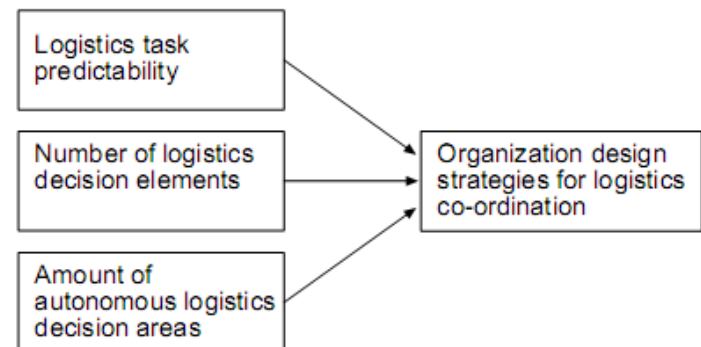 Logistics task
predictability
Number of logistics
decision elements
Amount of
autonomous logistics
decision areas
Organization design
strategies for logistics
co-ordination